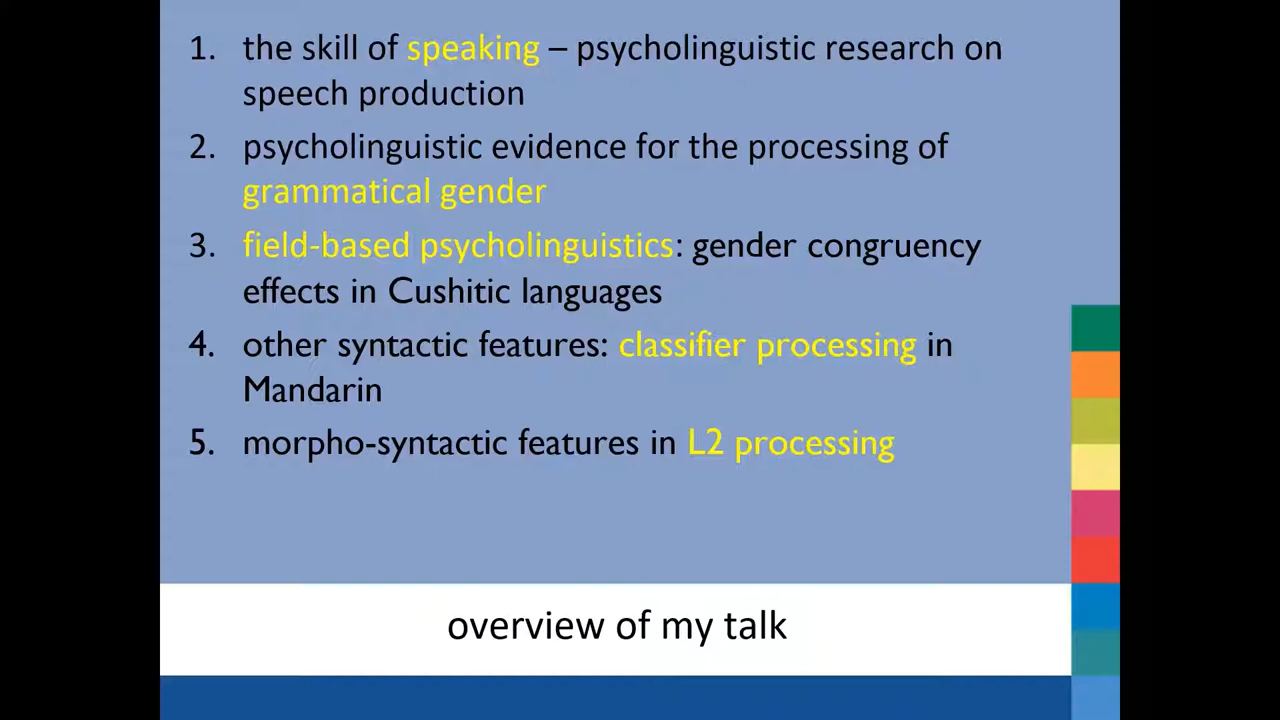 1. the skill of speaking – psycholinguistic research on
speech production
2. psycholinguistic evidence for the processing of
grammatical gender
3. field-based psycholinguistics: gender congruency
effects in Cushitic languages
4. other syntactic features: classifier processing in
Mandarin
5. morpho-syntactic features in L2 processing
overview of my talk